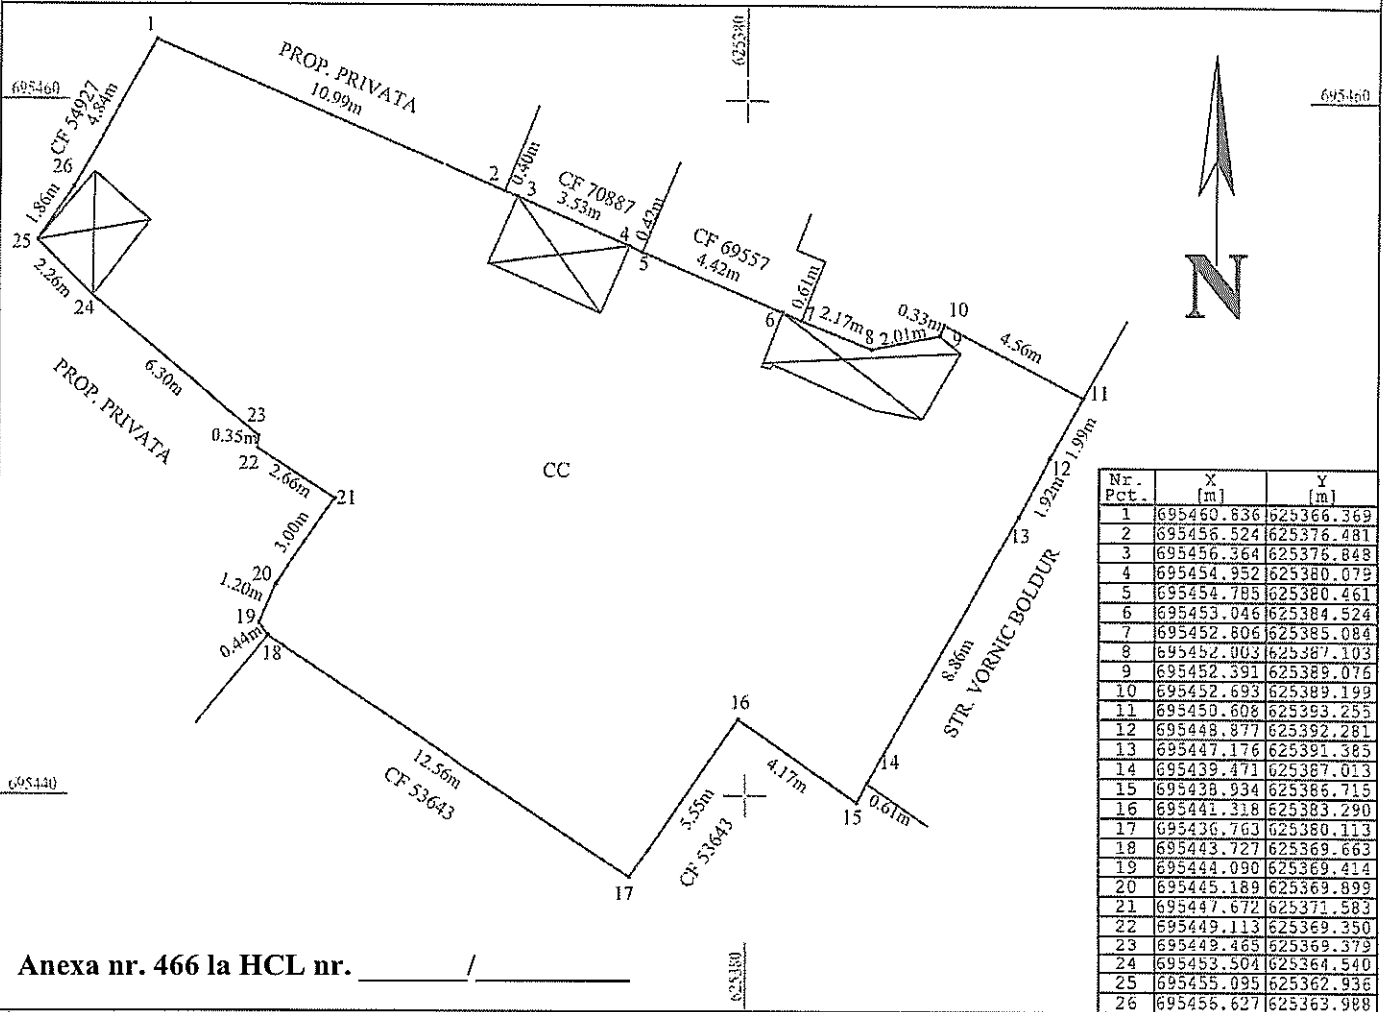 625380
695460
695460
1
PROP. PRIVATA
10.99m
CF 54927
4.84m
26
1.86m
25
2.26m
24
2
0.40m
3
CF 70887
3.53m
4
0.42m
5
CF 69557
4.42m
6
0.61m
7
2.17m
8
2.01m
0.33m
9
10
4.56m
11
N
1.99m
12
1.92m
13
PROP. PRIVATA
6.30m
23
0.35m
22
2.66m
21
CC
3.00m
20
1.20m
19
0.44m
18
8.86m
STR. VORNIC BOLDUR
16
14
4.17m
0.61m
15
12.56m
CF 53643
5.55m
CF 53643
17
695440
625380
Nr. Pct. X [m] Y [m]
1 695460.836 625366.369
2 695456.524 625376.481
3 695456.364 625376.848
4 695454.952 625380.079
5 695454.785 625380.461
6 695453.046 625384.524
7 695452.806 625385.084
8 695452.003 625387.103
9 695452.391 625389.076
10 695452.693 625389.199
11 695450.608 625393.255
12 695448.877 625392.281
13 695447.176 625391.385
14 695439.471 625387.013
15 695438.934 625386.715
16 695441.318 625383.290
17 695436.763 625380.113
18 695443.727 625369.663
19 695444.090 625369.414
20 695445.189 625369.899
21 695447.672 625371.583
22 695449.113 625369.350
23 695449.465 625369.379
24 695453.504 625364.540
25 695455.095 625362.936
26 695456.627 625363.988
Anexa nr. 466 la HCL nr. ______/________